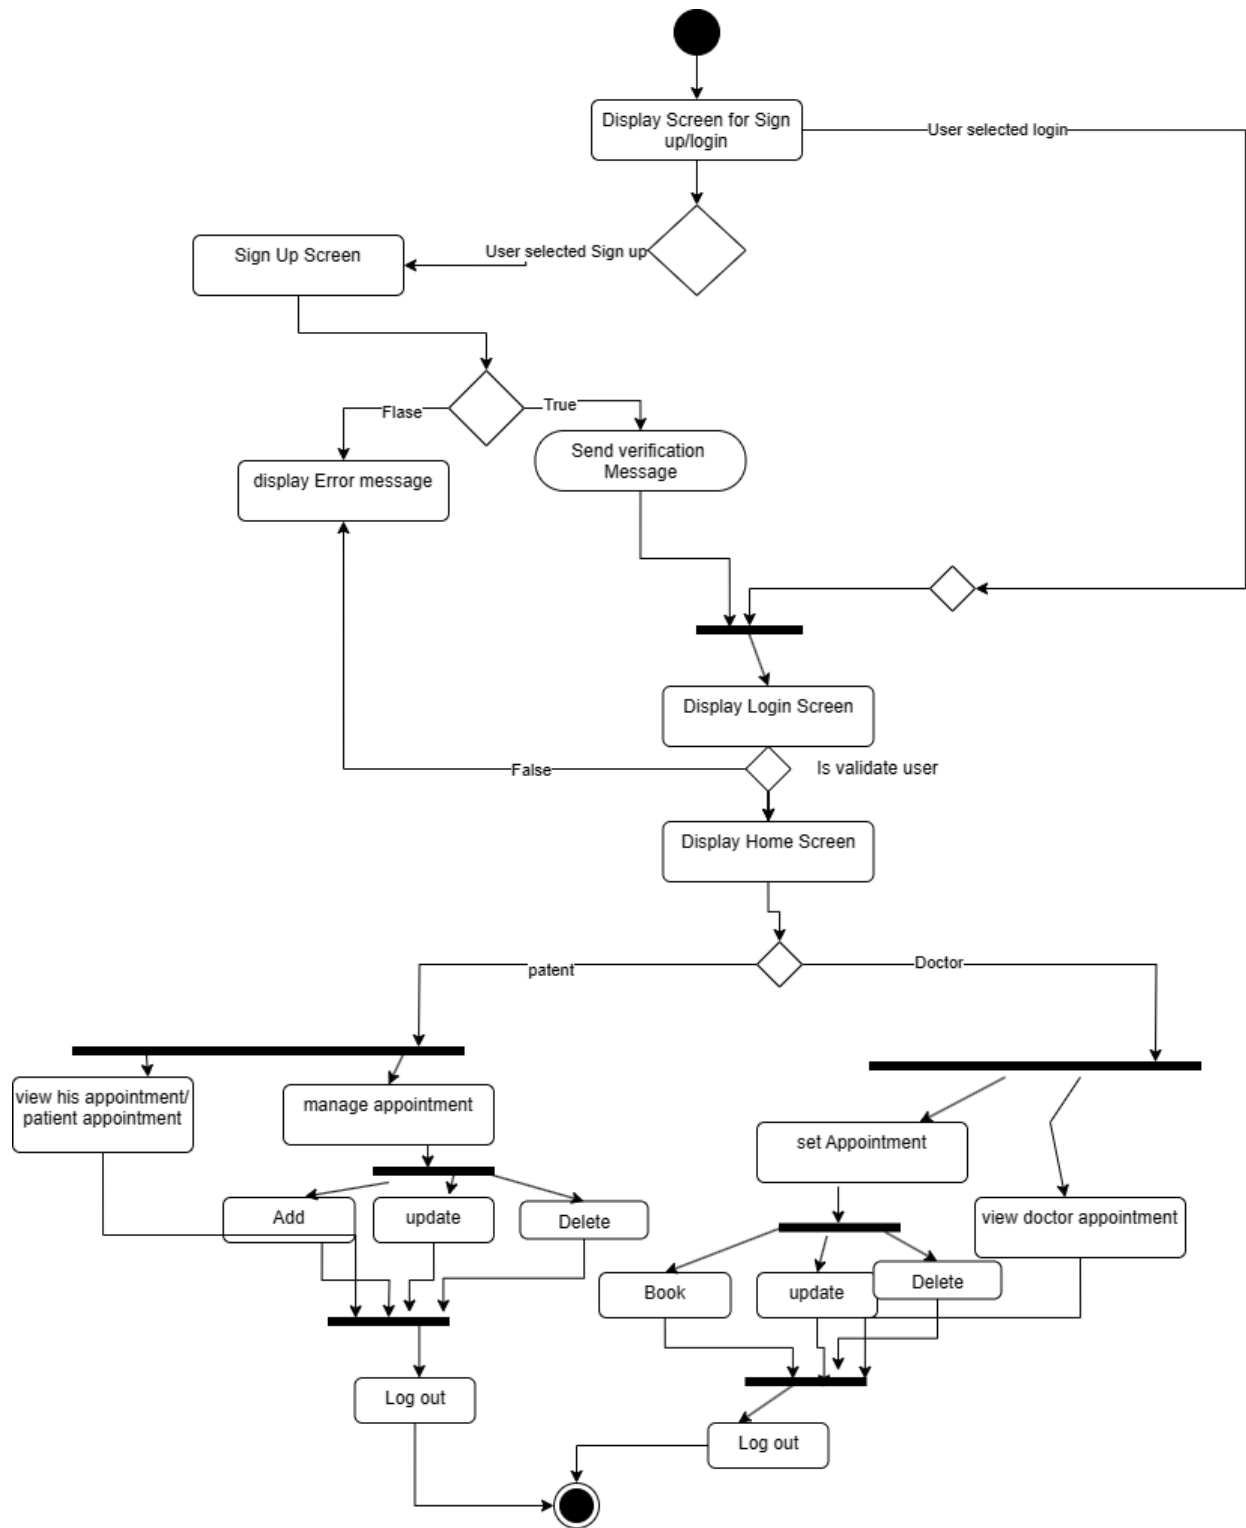 Display Screen for Sign
up/login
User selected login
User selected Sign up
Sign Up Screen
Flase
True
Send verification
Message
display Error message
Display Login Screen
False
Is validate user
Display Home Screen
patent
Doctor
view his appointment/
patient appointment
manage appointment
set Appointment
Add
update
Delete
view doctor appointment
Book
update
Delete
Log out
Log out